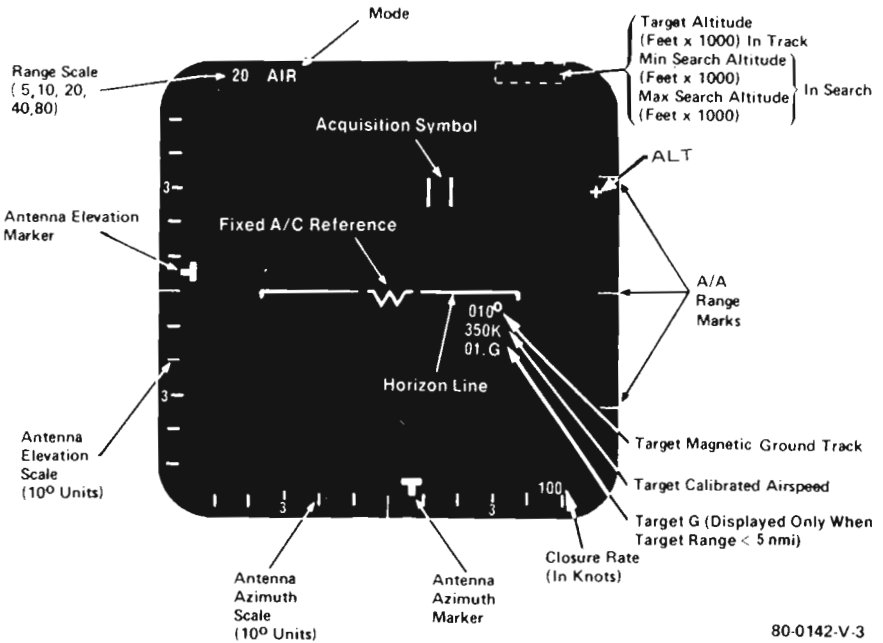 Mode
Range Scale
( 5, 10, 20,
40,80)
Target Altitude
(Feet x 1000) In Track
Min Search Altitude
(Feet x 1000)
Max Search Altitude
(Feet x 1000)
In Search
20 AIR
Acquisition Symbol
ALT
3
Antenna Elevation
Marker
Fixed A/C Reference
A/A
Range
Marks
010°
350K
01.G
Horizon Line
3
Antenna
Elevation
Scale
(10° Units)
Target Magnetic Ground Track
Target Calibrated Airspeed
Target G (Displayed Only When
Target Range < 5 nmi)
100
3
3
Closure Rate
(In Knots)
Antenna
Azimuth
Scale
(10° Units)
Antenna
Azimuth
Marker
80-0142-V-3